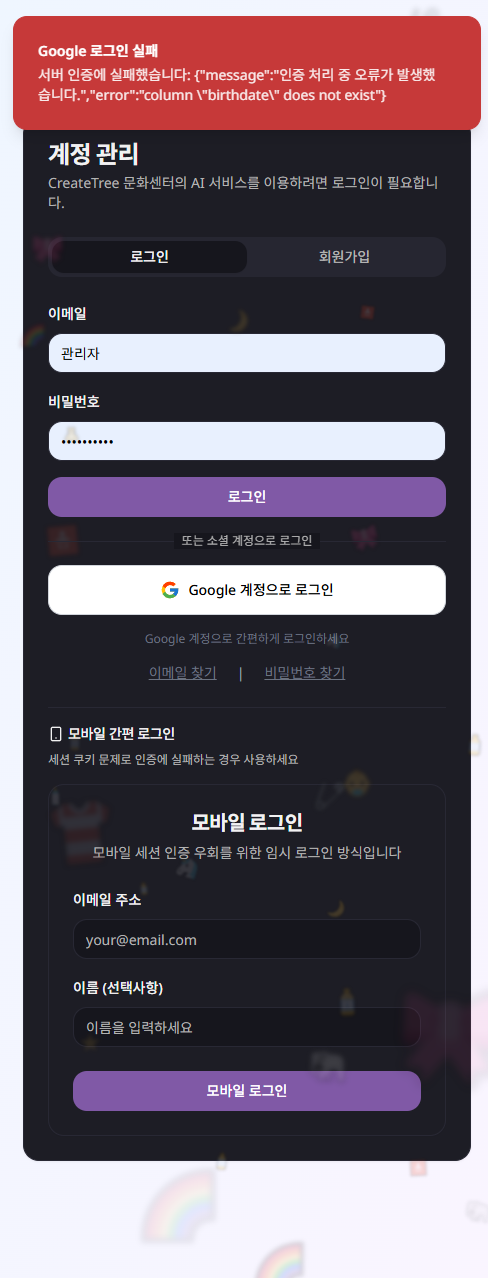 Google 로그인 실패
서버 인증에 실패했습니다: {"message":"인증 처리 중 오류가 발생했
습니다.","error":"column \"birthdate\" does not exist"}
계정 관리
CreateTree 문화센터의 AI 서비스를 이용하려면 로그인이 필요합니
다.
로그인
회원가입
이메일
관리자
비밀번호
••••••••••
로그인
또는 소셜 계정으로 로그인
Google 계정으로 로그인
Google 계정으로 간편하게 로그인하세요
이메일 찾기 | 비밀번호 찾기
모바일 간편 로그인
세션 쿠키 문제로 인증에 실패하는 경우 사용하세요
모바일 로그인
모바일 세션 인증 우회를 위한 임시 로그인 방식입니다
이메일 주소
your@email.com
이름 (선택사항)
이름을 입력하세요
모바일 로그인